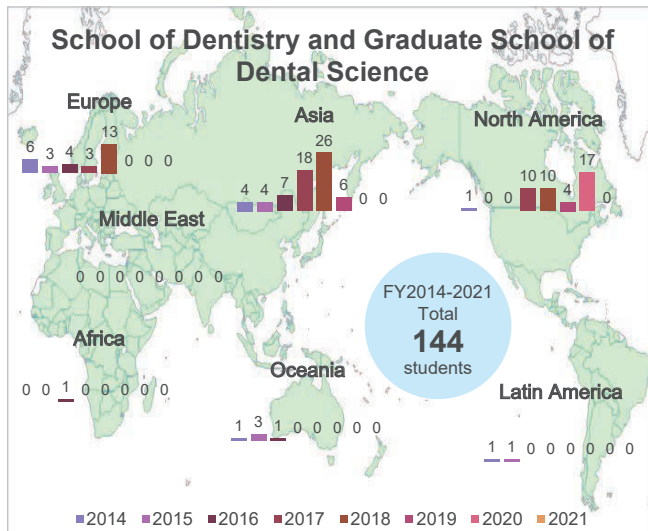 School of Dentistry and Graduate School of
Dental Science
Europe
6 3 4 3 13 0 0 0
Asia
4 4 7 18 26 6 0 0
North America
1 0 0 10 10 4 17 0
Middle East
0 0 0 0 0 0 0 0
FY2014-2021
Total
144
students
Africa
0 0 1 0 0 0 0 0
Oceania
1 3 1 0 0 0 0 0
Latin America
1 1 0 0 0 0 0 0
2014 2015 2016 2017 2018 2019 2020 2021